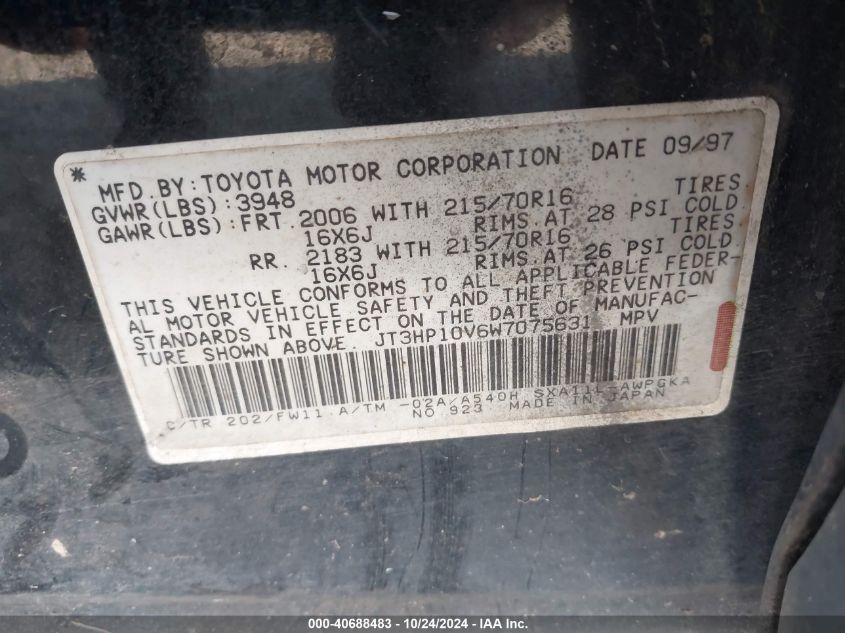 * MFD. BY: TOYOTA MOTOR CORPORATION DATE 09/97
GVWR(LBS): 3948
GAWR(LBS): FRT. 2006 WITH 215/70R16 TIRES
16X6J RIMS AT 28 PSI COLD
RR. 2183 WITH 215/70R16 TIRES
16X6J RIMS AT 26 PSI COLD
THIS VEHICLE CONFORMS TO ALL APPLICABLE FEDER-
AL MOTOR VEHICLE SAFETY AND THEFT PREVENTION
STANDARDS IN EFFECT ON THE DATE OF MANUFAC-
TURE SHOWN ABOVE. JT3HP10V6W7075631 MPV
C/TR 202/FW11 A/TM -02A/A540H SXA11L-AWPGKA
NO 923 MADE IN JAPAN
000-40688483 - 10/24/2024 - IAA Inc.